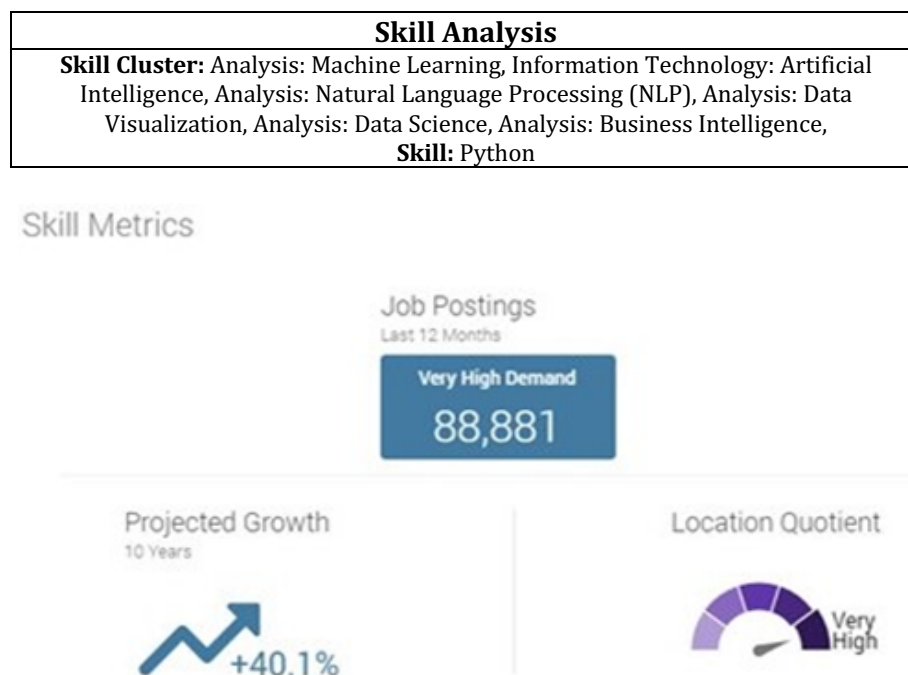 Skill Analysis
Skill Cluster: Analysis: Machine Learning, Information Technology: Artificial
Intelligence, Analysis: Natural Language Processing (NLP), Analysis: Data
Visualization, Analysis: Data Science, Analysis: Business Intelligence,
Skill: Python
Skill Metrics
Job Postings
Last 12 Months
Very High Demand
88,881
Projected Growth
10 Years
+40.1%
Location Quotient
Very
High